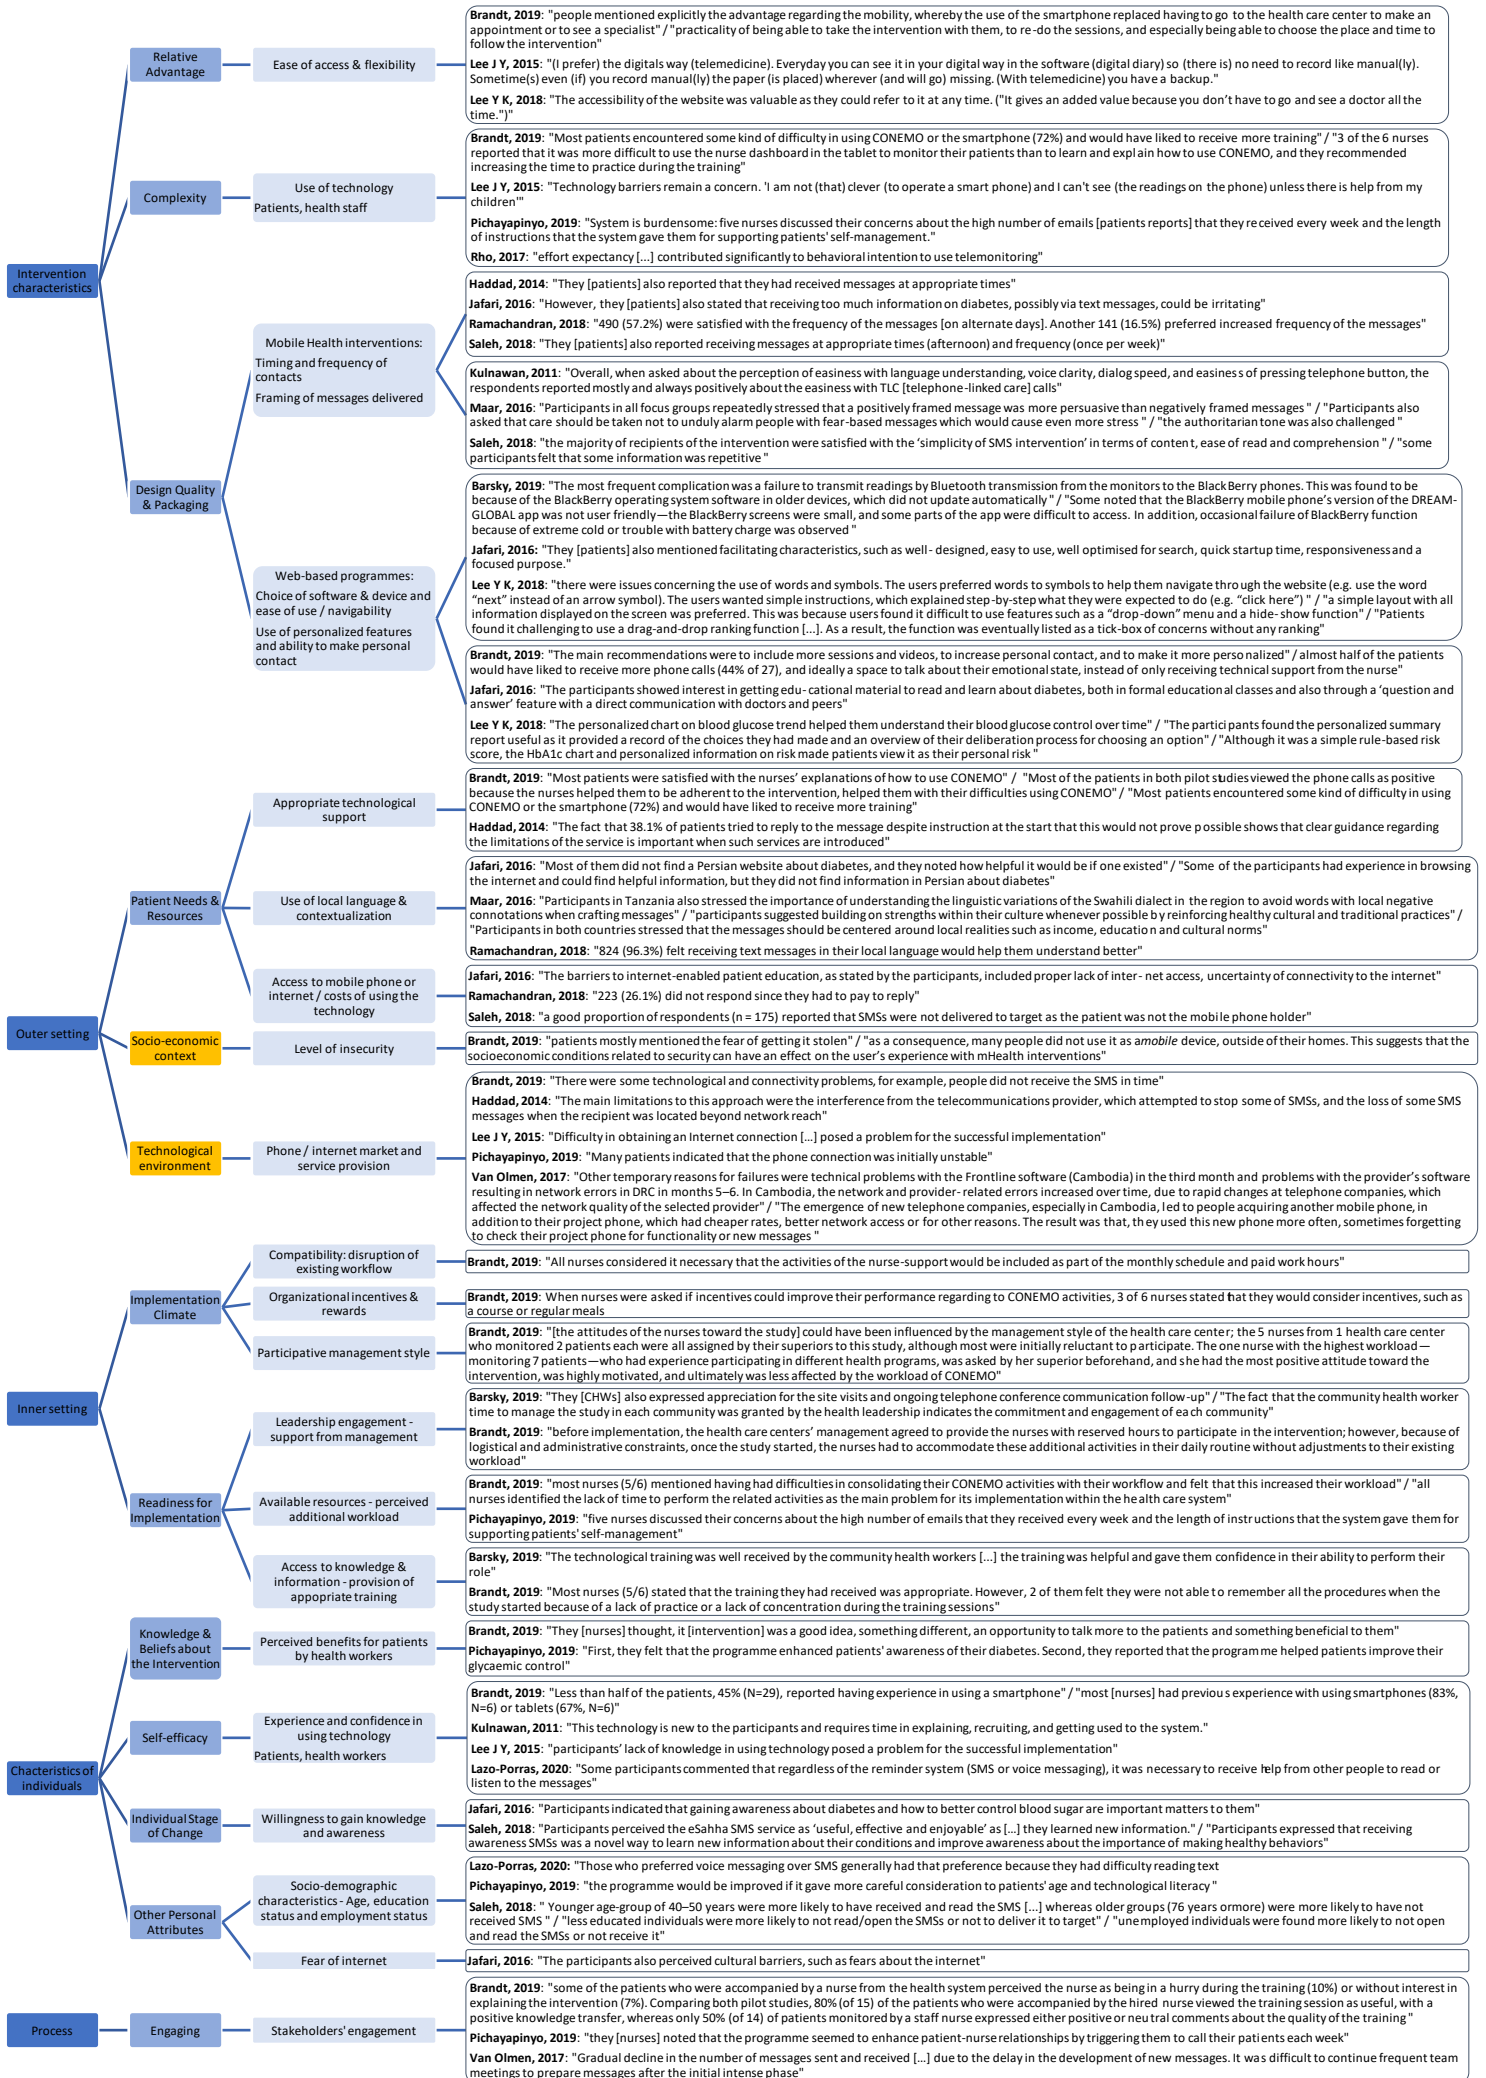 Intervention
characteristics
Relative
Advantage
Ease of access & flexibility
Brandt, 2019: "people mentioned explicitly the advantage regarding the mobility, whereby the use of the smartphone replaced having to go to the health care center to make an
appointment or to see a specialist" / "practicality of being able to take the intervention with them, to re-do the sessions, and especially being able to choose the place and time to
follow the intervention"
Lee J Y, 2015: "(I prefer) the digitals way (telemedicine). Everyday you can see it in your digital way in the software (digital diary) so (there is) no need to record like manual(ly).
Sometime(s) even (if) you record manual(ly) the paper (is placed) wherever (and will go) missing. (With telemedicine) you have a backup."
Lee Y K, 2018: "The accessibility of the website was valuable as they could refer to it at any time. ("It gives an added value because you don't have to go and see a doctor all the
time.")"
Complexity
Use of technology
Patients, health staff
Brandt, 2019: "Most patients encountered some kind of difficulty in using CONEMO or the smartphone (72%) and would have liked to receive more training" / "3 of the 6 nurses
reported that it was more difficult to use the nurse dashboard in the tablet to monitor their patients than to learn and explain how to use CONEMO, and they recommended
increasing the time to practice during the training"
Lee J Y, 2015: "Technology barriers remain a concern. 'I am not (that) clever (to operate a smart phone) and I can't see (the readings on the phone) unless there is help from my
children'"
Pichayapinyo, 2019: "System is burdensome: five nurses discussed their concerns about the high number of emails [patients reports] that they received every week and the length
of instructions that the system gave them for supporting patients' self-management."
Rho, 2017: "effort expectancy [...] contributed significantly to behavioral intention to use telemonitoring"
Design Quality
& Packaging
Mobile Health interventions:
Timing and frequency of
contacts
Framing of messages delivered
Haddad, 2014: "They [patients] also reported that they had received messages at appropriate times"
Jafari, 2016: "However, they [patients] also stated that receiving too much information on diabetes, possibly via text messages, could be irritating"
Ramachandran, 2018: "490 (57.2%) were satisfied with the frequency of the messages [on alternate days]. Another 141 (16.5%) preferred increased frequency of the messages"
Saleh, 2018: "They [patients] also reported receiving messages at appropriate times (afternoon) and frequency (once per week)"
Kulnawan, 2011: "Overall, when asked about the perception of easiness with language understanding, voice clarity, dialog speed, and easiness of pressing telephone button, the
respondents reported mostly and always positively about the easiness with TLC [telephone-linked care] calls"
Maar, 2016: "Participants in all focus groups repeatedly stressed that a positively framed message was more persuasive than negatively framed messages " / "Participants also
asked that care should be taken not to unduly alarm people with fear-based messages which would cause even more stress " / "the authoritarian tone was also challenged "
Saleh, 2018: "the majority of recipients of the intervention were satisfied with the 'simplicity of SMS intervention' in terms of content, ease of read and comprehension " / "some
participants felt that some information was repetitive "
Web-based programmes:
Choice of software & device and
ease of use / navigability
Use of personalized features
and ability to make personal
contact
Barsky, 2019: "The most frequent complication was a failure to transmit readings by Bluetooth transmission from the monitors to the BlackBerry phones. This was found to be
because of the BlackBerry operating system software in older devices, which did not update automatically " / "Some noted that the BlackBerry mobile phone's version of the DREAM-
GLOBAL app was not user friendly—the BlackBerry screens were small, and some parts of the app were difficult to access. In addition, occasional failure of BlackBerry function
because of extreme cold or trouble with battery charge was observed "
Jafari, 2016: "They [patients] also mentioned facilitating characteristics, such as well- designed, easy to use, well optimised for search, quick startup time, responsiveness and a
focused purpose."
Lee Y K, 2018: "there were issues concerning the use of words and symbols. The users preferred words to symbols to help them navigate through the website (e.g. use the word
“next” instead of an arrow symbol). The users wanted simple instructions, which explained step-by-step what they were expected to do (e.g. “click here”) " / "a simple layout with all
information displayed on the screen was preferred. This was because users found it difficult to use features such as a “drop-down” menu and a hide- show function" / "Patients
found it challenging to use a drag-and-drop ranking function [...]. As a result, the function was eventually listed as a tick-box of concerns without any ranking"
Brandt, 2019: "The main recommendations were to include more sessions and videos, to increase personal contact, and to make it more personalized" / almost half of the patients
would have liked to receive more phone calls (44% of 27), and ideally a space to talk about their emotional state, instead of only receiving technical support from the nurse"
Jafari, 2016: "The participants showed interest in getting edu- cational material to read and learn about diabetes, both in formal educational classes and also through a 'question and
answer' feature with a direct communication with doctors and peers"
Lee Y K, 2018: "The personalized chart on blood glucose trend helped them understand their blood glucose control over time" / "The participants found the personalized summary
report useful as it provided a record of the choices they had made and an overview of their deliberation process for choosing an option" / "Although it was a simple rule-based risk
score, the HbA1c chart and personalized information on risk made patients view it as their personal risk "
Outer setting
Patient Needs &
Resources
Appropriate technological
support
Brandt, 2019: "Most patients were satisfied with the nurses' explanations of how to use CONEMO" / "Most of the patients in both pilot studies viewed the phone calls as positive
because the nurses helped them to be adherent to the intervention, helped them with their difficulties using CONEMO" / "Most patients encountered some kind of difficulty in using
CONEMO or the smartphone (72%) and would have liked to receive more training"
Haddad, 2014: "The fact that 38.1% of patients tried to reply to the message despite instruction at the start that this would not prove possible shows that clear guidance regarding
the limitations of the service is important when such services are introduced"
Use of local language &
contextualization
Jafari, 2016: "Most of them did not find a Persian website about diabetes, and they noted how helpful it would be if one existed" / "Some of the participants had experience in browsing
the internet and could find helpful information, but they did not find information in Persian about diabetes"
Maar, 2016: "Participants in Tanzania also stressed the importance of understanding the linguistic variations of the Swahili dialect in the region to avoid words with local negative
connotations when crafting messages" / "participants suggested building on strengths within their culture whenever possible by reinforcing healthy cultural and traditional practices" /
"Participants in both countries stressed that the messages should be centered around local realities such as income, education and cultural norms"
Ramachandran, 2018: "824 (96.3%) felt receiving text messages in their local language would help them understand better"
Access to mobile phone or
internet / costs of using the
technology
Jafari, 2016: "The barriers to internet-enabled patient education, as stated by the participants, included proper lack of inter- net access, uncertainty of connectivity to the internet"
Ramachandran, 2018: "223 (26.1%) did not respond since they had to pay to reply"
Saleh, 2018: "a good proportion of respondents (n = 175) reported that SMSs were not delivered to target as the patient was not the mobile phone holder"
Socio-economic
context
Level of insecurity
Brandt, 2019: "patients mostly mentioned the fear of getting it stolen" / "as a consequence, many people did not use it as a mobile device, outside of their homes. This suggests that the
socioeconomic conditions related to security can have an effect on the user's experience with mHealth interventions"
Technological
environment
Phone / internet market and
service provision
Brandt, 2019: "There were some technological and connectivity problems, for example, people did not receive the SMS in time"
Haddad, 2014: "The main limitations to this approach were the interference from the telecommunications provider, which attempted to stop some of SMSs, and the loss of some SMS
messages when the recipient was located beyond network reach"
Lee J Y, 2015: "Difficulty in obtaining an Internet connection [...] posed a problem for the successful implementation"
Pichayapinyo, 2019: "Many patients indicated that the phone connection was initially unstable"
Van Olmen, 2017: "Other temporary reasons for failures were technical problems with the Frontline software (Cambodia) in the third month and problems with the provider's software
resulting in network errors in DRC in months 5–6. In Cambodia, the network and provider- related errors increased over time, due to rapid changes at telephone companies, which
affected the network quality of the selected provider" / "The emergence of new telephone companies, especially in Cambodia, led to people acquiring another mobile phone, in
addition to their project phone, which had cheaper rates, better network access or for other reasons. The result was that, they used this new phone more often, sometimes forgetting
to check their project phone for functionality or new messages "
Inner setting
Implementation
Climate
Compatibility: disruption of
existing workflow
Brandt, 2019: "All nurses considered it necessary that the activities of the nurse-support would be included as part of the monthly schedule and paid work hours"
Organizational incentives &
rewards
Brandt, 2019: When nurses were asked if incentives could improve their performance regarding to CONEMO activities, 3 of 6 nurses stated that they would consider incentives, such as
a course or regular meals
Participative management style
Brandt, 2019: "[the attitudes of the nurses toward the study] could have been influenced by the management style of the health care center; the 5 nurses from 1 health care center
who monitored 2 patients each were all assigned by their superiors to this study, although most were initially reluctant to participate. The one nurse with the highest workload—
monitoring 7 patients—who had experience participating in different health programs, was asked by her superior beforehand, and she had the most positive attitude toward the
intervention, was highly motivated, and ultimately was less affected by the workload of CONEMO"
Readiness for
Implementation
Leadership engagement -
support from management
Barsky, 2019: "They [CHWs] also expressed appreciation for the site visits and ongoing telephone conference communication follow-up" / "The fact that the community health worker
time to manage the study in each community was granted by the health leadership indicates the commitment and engagement of each community"
Brandt, 2019: "before implementation, the health care centers' management agreed to provide the nurses with reserved hours to participate in the intervention; however, because of
logistical and administrative constraints, once the study started, the nurses had to accommodate these additional activities in their daily routine without adjustments to their existing
workload"
Available resources - perceived
additional workload
Brandt, 2019: "most nurses (5/6) mentioned having had difficulties in consolidating their CONEMO activities with their workflow and felt that this increased their workload" / "all
nurses identified the lack of time to perform the related activities as the main problem for its implementation within the health care system"
Pichayapinyo, 2019: "five nurses discussed their concerns about the high number of emails that they received every week and the length of instructions that the system gave them for
supporting patients' self-management"
Access to knowledge &
information - provision of
appopriate training
Barsky, 2019: "The technological training was well received by the community health workers [...] the training was helpful and gave them confidence in their ability to perform their
role"
Brandt, 2019: "Most nurses (5/6) stated that the training they had received was appropriate. However, 2 of them felt they were not able to remember all the procedures when the
study started because of a lack of practice or a lack of concentration during the training sessions"
Chacteristics of
individuals
Knowledge &
Beliefs about
the Intervention
Perceived benefits for patients
by health workers
Brandt, 2019: "They [nurses] thought, it [intervention] was a good idea, something different, an opportunity to talk more to the patients and something beneficial to them"
Pichayapinyo, 2019: "First, they felt that the programme enhanced patients' awareness of their diabetes. Second, they reported that the programme helped patients improve their
glycaemic control"
Self-efficacy
Experience and confidence in
using technology
Patients, health workers
Brandt, 2019: "Less than half of the patients, 45% (N=29), reported having experience in using a smartphone" / "most [nurses] had previous experience with using smartphones (83%,
N=6) or tablets (67%, N=6)"
Kulnawan, 2011: "This technology is new to the participants and requires time in explaining, recruiting, and getting used to the system."
Lee J Y, 2015: "participants' lack of knowledge in using technology posed a problem for the successful implementation"
Lazo-Porras, 2020: "Some participants commented that regardless of the reminder system (SMS or voice messaging), it was necessary to receive help from other people to read or
listen to the messages"
Individual Stage
of Change
Willingness to gain knowledge
and awareness
Jafari, 2016: "Participants indicated that gaining awareness about diabetes and how to better control blood sugar are important matters to them"
Saleh, 2018: "Participants perceived the eSahha SMS service as 'useful, effective and enjoyable' as [...] they learned new information." / "Participants expressed that receiving
awareness SMSs was a novel way to learn new information about their conditions and improve awareness about the importance of making healthy behaviors"
Other Personal
Attributes
Socio-demographic
characteristics - Age, education
status and employment status
Lazo-Porras, 2020: "Those who preferred voice messaging over SMS generally had that preference because they had difficulty reading text
Pichayapinyo, 2019: "the programme would be improved if it gave more careful consideration to patients' age and technological literacy "
Saleh, 2018: " Younger age-group of 40–50 years were more likely to have received and read the SMS [...] whereas older groups (76 years ormore) were more likely to have not
received SMS " / "less educated individuals were more likely to not read/open the SMSs or not to deliver it to target" / "unemployed individuals were found more likely to not open
and read the SMSs or not receive it"
Fear of internet
Jafari, 2016: "The participants also perceived cultural barriers, such as fears about the internet"
Process
Engaging
Stakeholders' engagement
Brandt, 2019: "some of the patients who were accompanied by a nurse from the health system perceived the nurse as being in a hurry during the training (10%) or without interest in
explaining the intervention (7%). Comparing both pilot studies, 80% (of 15) of the patients who were accompanied by the hired nurse viewed the training session as useful, with a
positive knowledge transfer, whereas only 50% (of 14) of patients monitored by a staff nurse expressed either positive or neutral comments about the quality of the training "
Pichayapinyo, 2019: "they [nurses] noted that the programme seemed to enhance patient-nurse relationships by triggering them to call their patients each week"
Van Olmen, 2017: "Gradual decline in the number of messages sent and received [...] due to the delay in the development of new messages. It was difficult to continue frequent team
meetings to prepare messages after the initial intense phase"